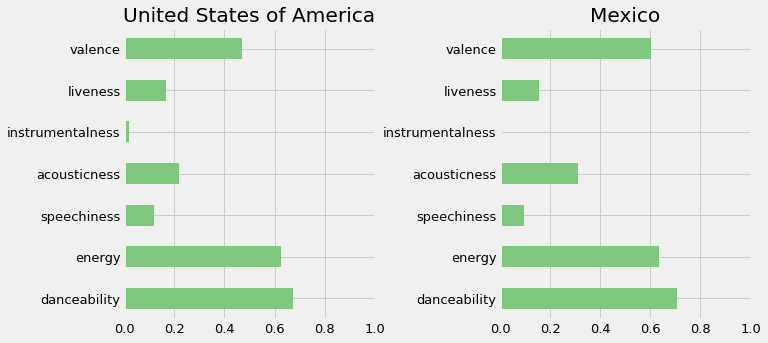 United States of America
valence
liveness
instrumentalness
acousticness
speechiness
energy
danceability
0.0 0.2 0.4 0.6 0.8 1.0
Mexico
valence
liveness
instrumentalness
acousticness
speechiness
energy
danceability
0.0 0.2 0.4 0.6 0.8 1.0